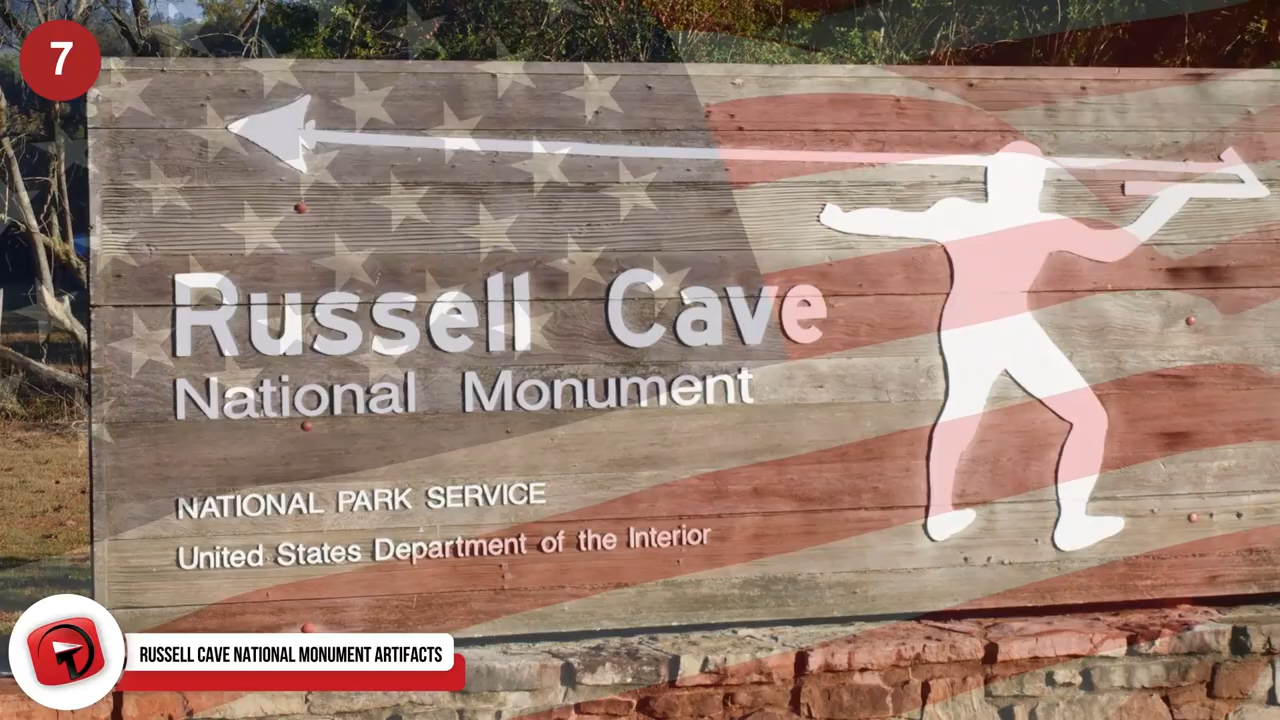 7
Russell Cave
National Monument
NATIONAL PARK SERVICE
United States Department of the Interior
RUSSELL CAVE NATIONAL MONUMENT ARTIFACTS